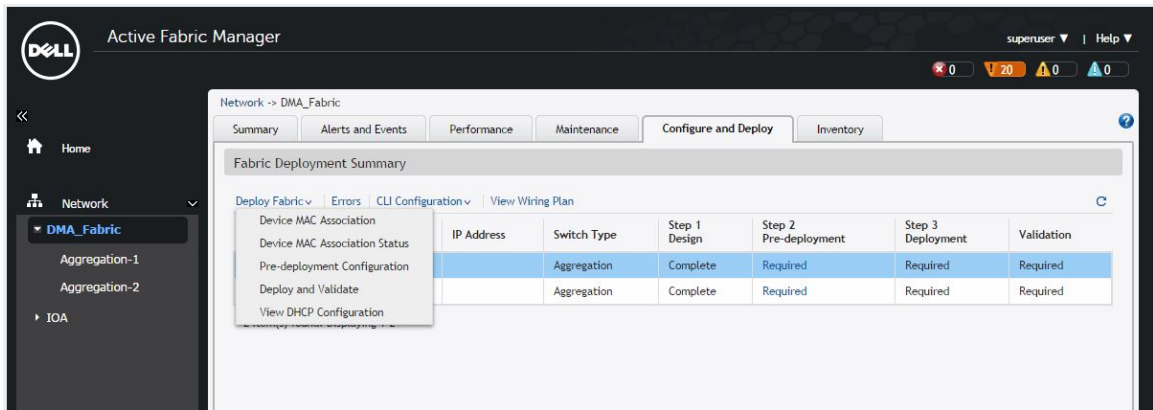 DELL
Active Fabric Manager
superuser ▼ | Help ▼
0 20 0 0
Network -> DMA_Fabric
Summary Alerts and Events Performance Maintenance Configure and Deploy Inventory
Home
Fabric Deployment Summary
Network
Deploy Fabric Errors CLI Configuration View Wiring Plan
DMA_Fabric
Aggregation-1
Aggregation-2
IOA
Device MAC Association
Device MAC Association Status
Pre-deployment Configuration
Deploy and Validate
View DHCP Configuration
IP Address Switch Type Step 1 Design Step 2 Pre-deployment Step 3 Deployment Validation
Aggregation Complete Required Required Required
Aggregation Complete Required Required Required